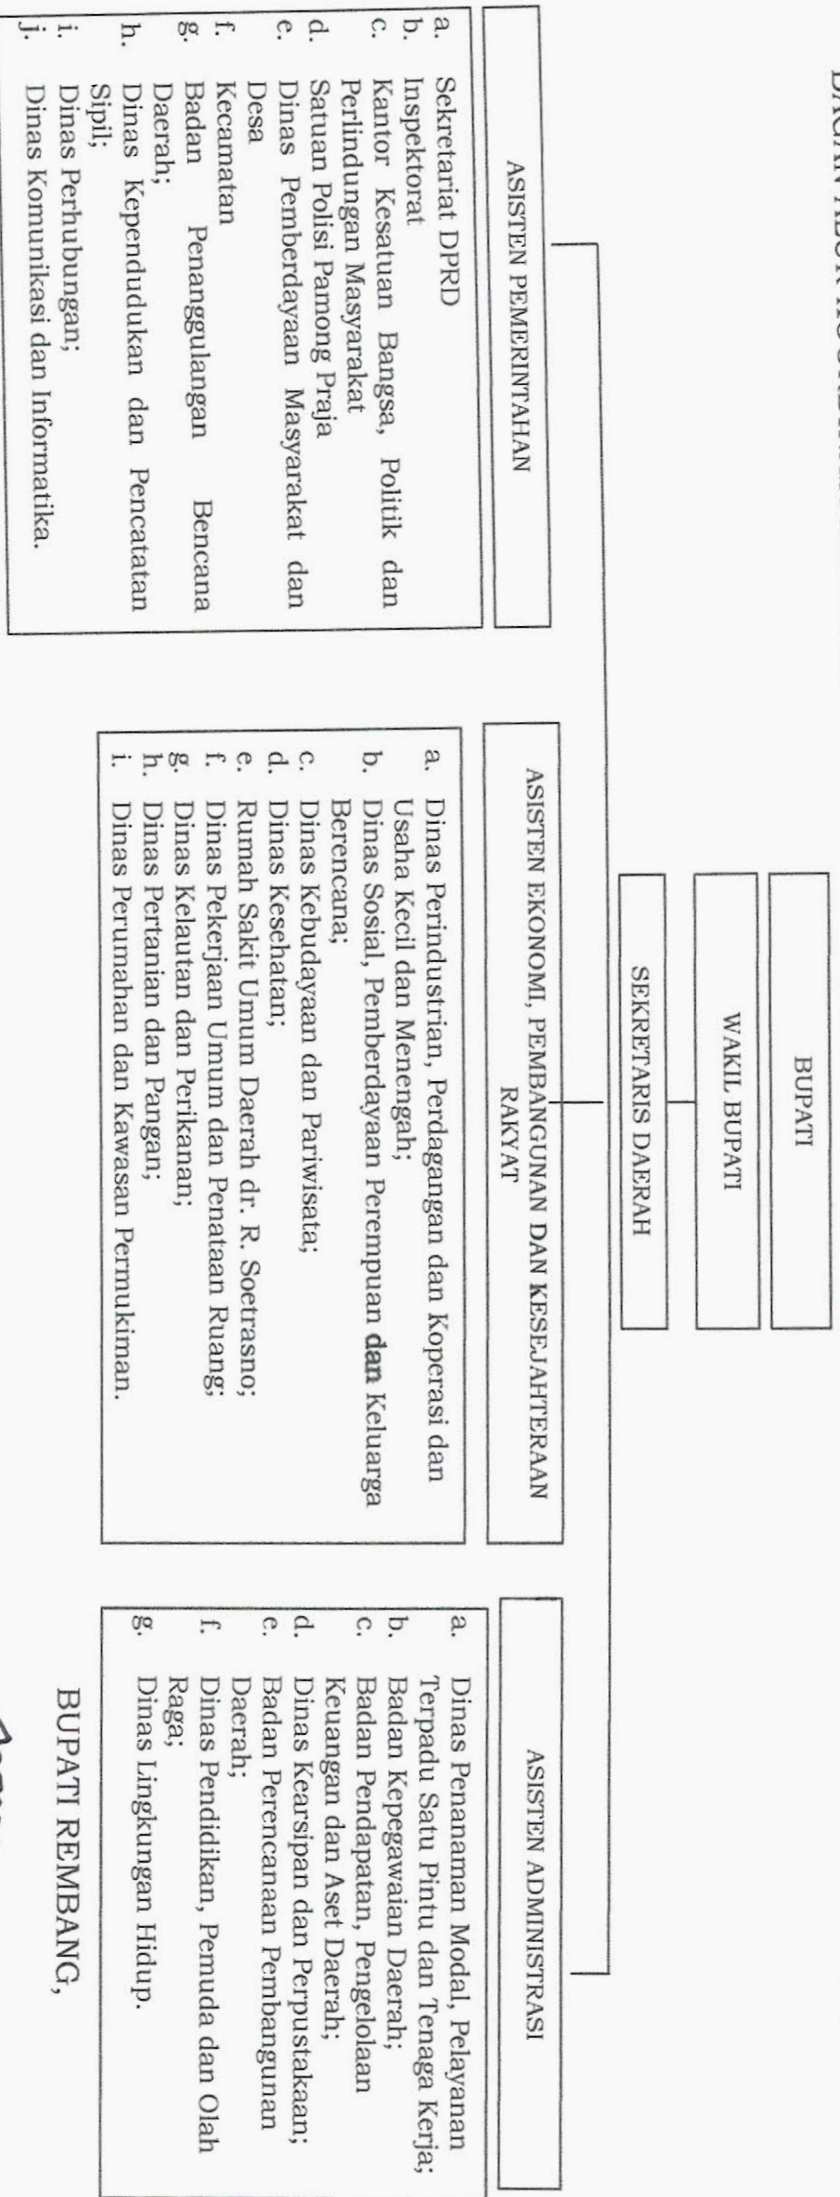 BUPATI
WAKIL BUPATI
SEKRETARIS DAERAH
ASISTEN PEMERINTAHAN
a. Sekretariat DPRD
b. Inspektorat
c. Kantor Kesatuan Bangsa, Politik dan
Perlindungan Masyarakat
d. Satuan Polisi Pamong Praja
e. Dinas Pemberdayaan Masyarakat dan
Desa
f. Kecamatan
g. Badan Penanggulangan Bencana
Daerah;
h. Dinas Kependudukan dan Pencatatan
Sipil;
i. Dinas Perhubungan;
j. Dinas Komunikasi dan Informatika.
ASISTEN EKONOMI, PEMBANGUNAN DAN KESEJAHTERAAN
RAKYAT
a. Dinas Perindustrian, Perdagangan dan Koperasi dan
Usaha Kecil dan Menengah;
b. Dinas Sosial, Pemberdayaan Perempuan dan Keluarga
Berencana;
c. Dinas Kebudayaan dan Pariwisata;
d. Dinas Kesehatan;
e. Rumah Sakit Umum Daerah dr. R. Soetrasno;
f. Dinas Pekerjaan Umum dan Penataan Ruang;
g. Dinas Kelautan dan Perikanan;
h. Dinas Pertanian dan Pangan;
i. Dinas Perumahan dan Kawasan Permukiman.
ASISTEN ADMINISTRASI
a. Dinas Penanaman Modal, Pelayanan
Terpadu Satu Pintu dan Tenaga Kerja;
b. Badan Kepegawaian Daerah;
c. Badan Pendapatan, Pengelolaan
Keuangan dan Aset Daerah;
d. Dinas Kearsipan dan Perpustakaan;
e. Badan Perencanaan Pembangunan
Daerah;
f. Dinas Pendidikan, Pemuda dan Olah
Raga;
g. Dinas Lingkungan Hidup.
BUPATI REMBANG,